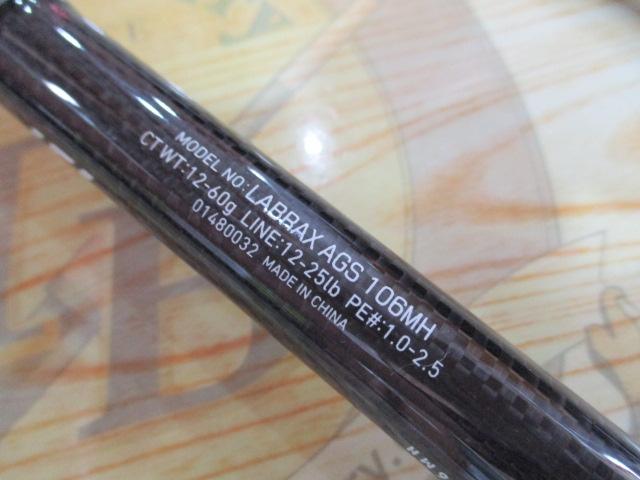 MODEL NO:LABRAX AGS 106MH
CT WT:12-60g LINE:12-25lb PE#:1.0-2.5
01480032 MADE IN CHINA